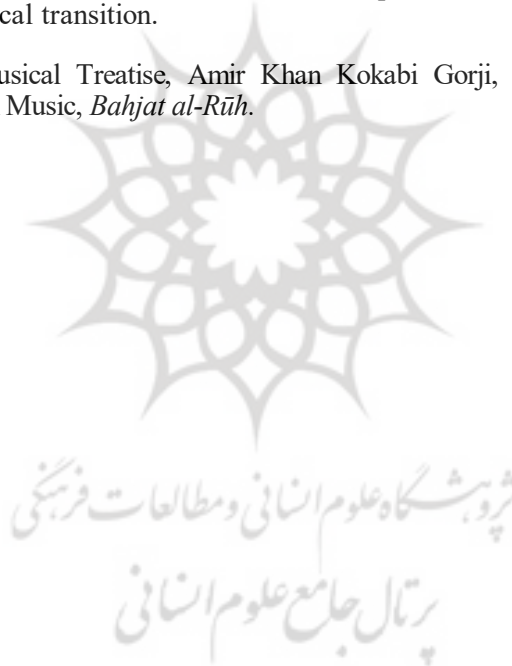 ical transition.
usical Treatise, Amir Khan Kokabi Gorji,
Music, Bahjat al-Rūh.
پژوهشگاه علوم انسانی و مطالعات فرهنگی
پرتال جامع علوم انسانی